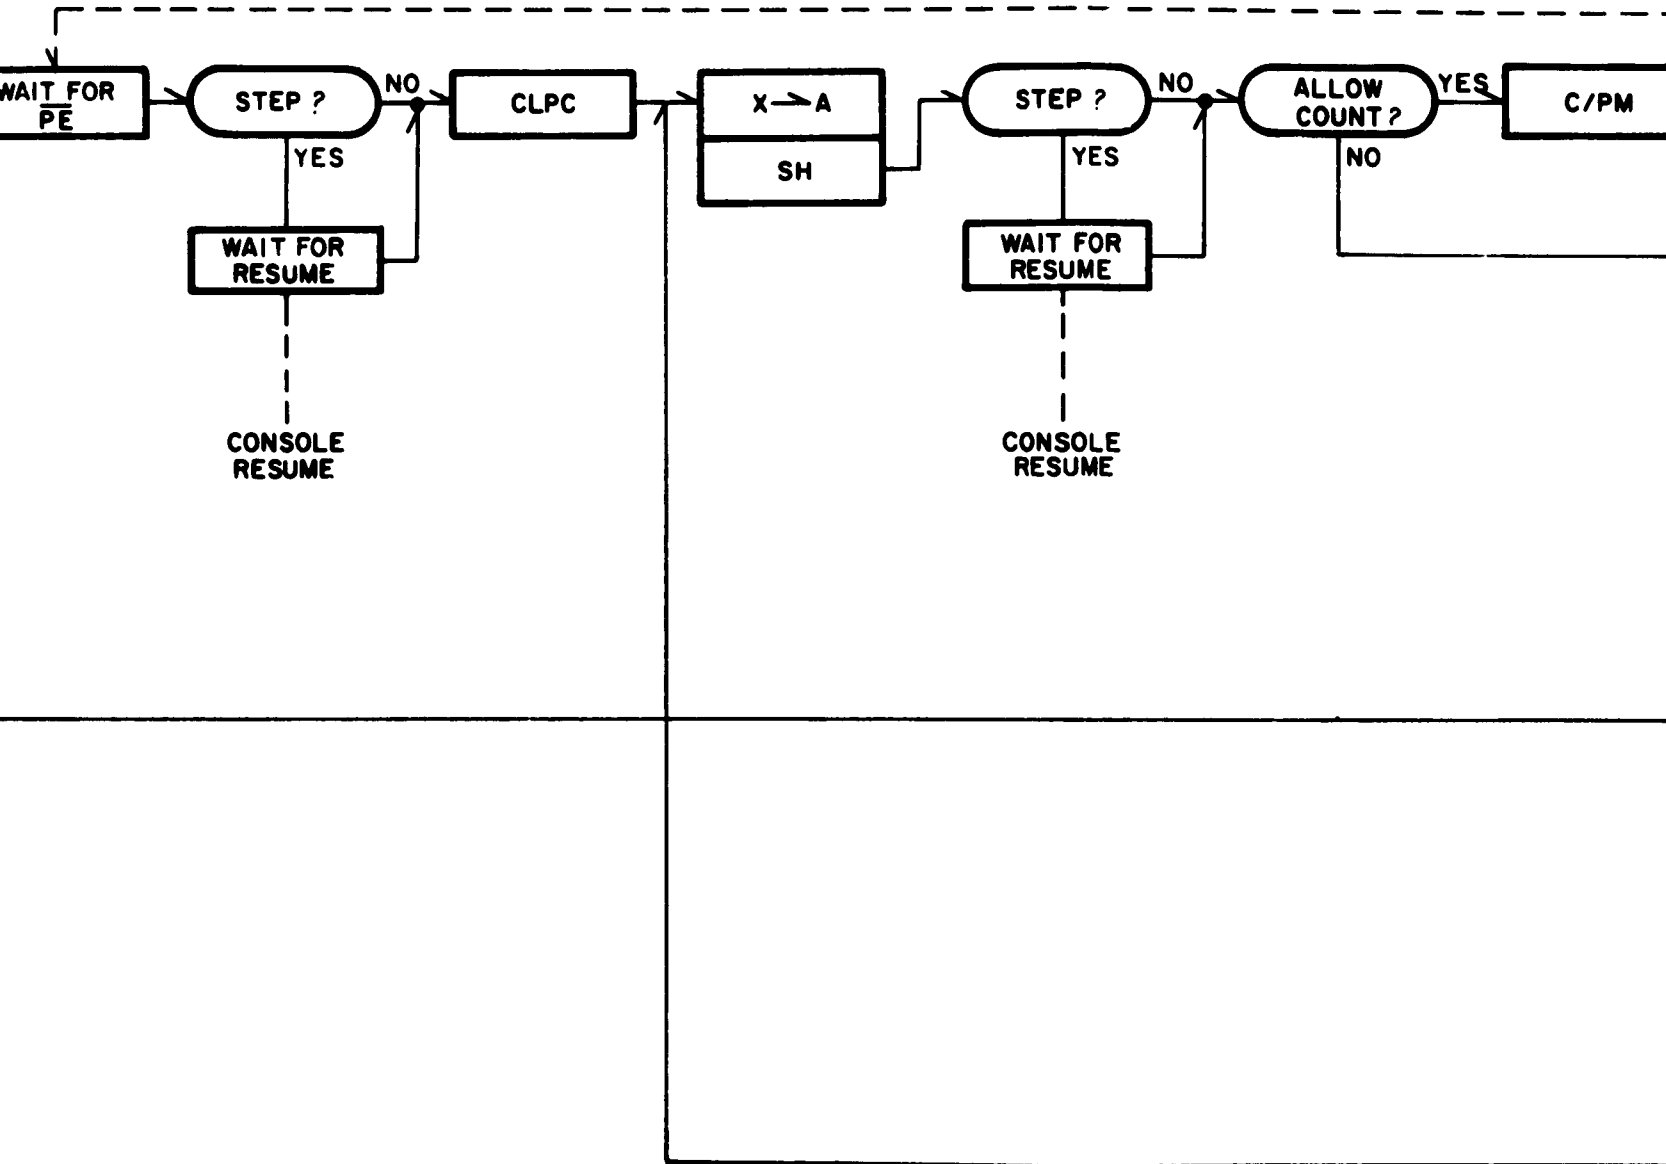 WAIT FOR
PE
STEP ?
NO
YES
WAIT FOR
RESUME
CONSOLE
RESUME
CLPC
X→A
SH
STEP ?
NO
YES
WAIT FOR
RESUME
CONSOLE
RESUME
ALLOW
COUNT ?
YES
NO
C/PM